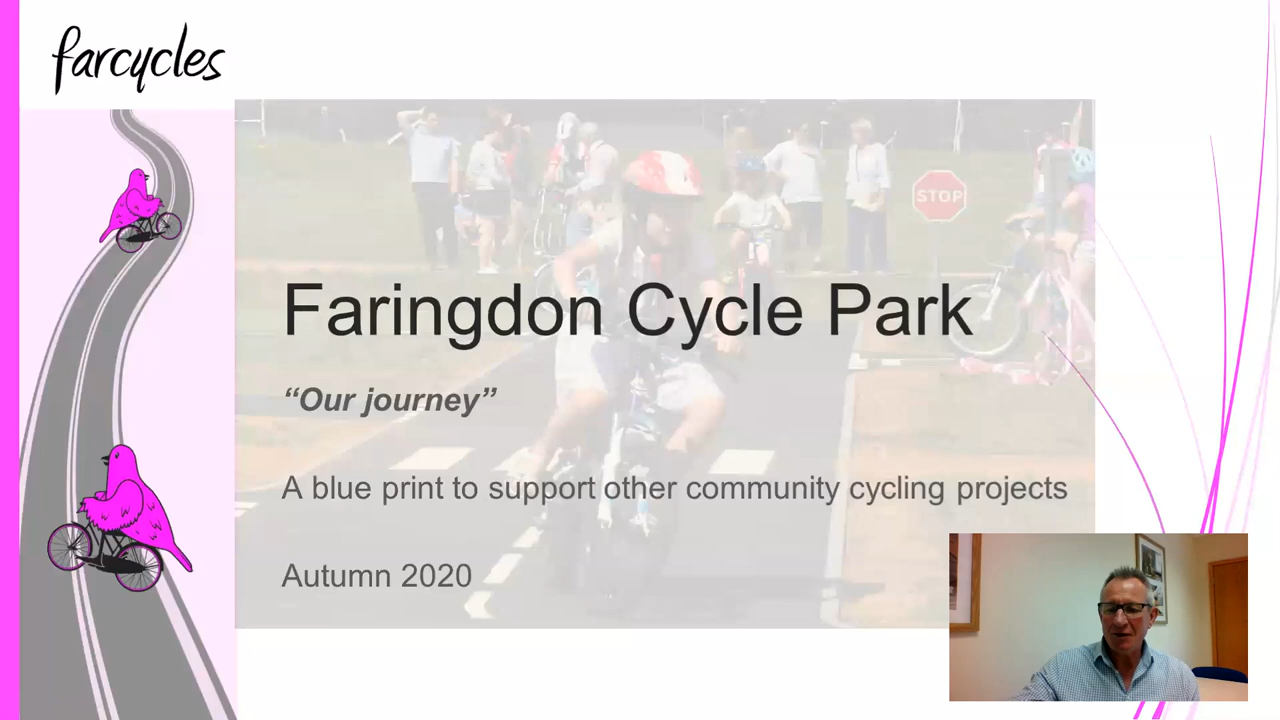 farcycles
STOP
Faringdon Cycle Park
“Our journey”
A blue print to support other community cycling projects
Autumn 2020